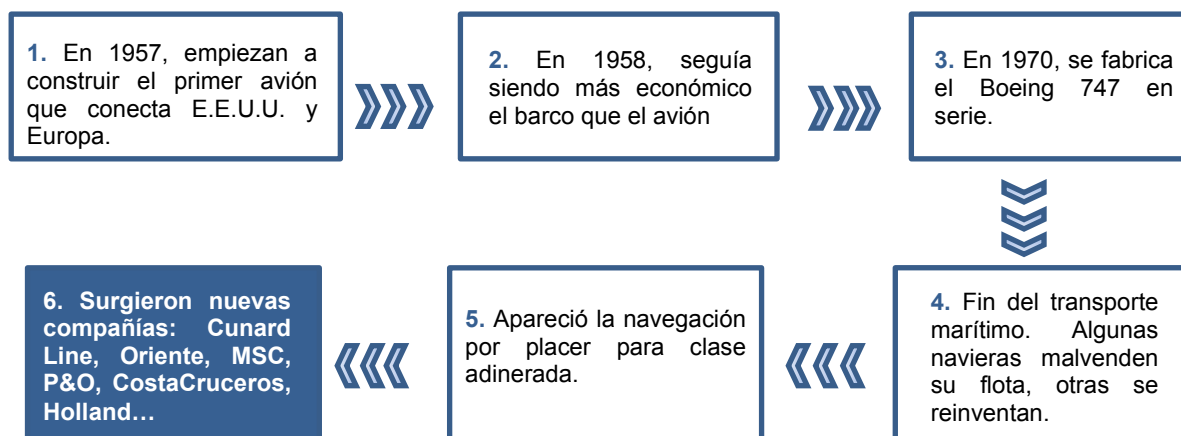 1. En 1957, empiezan a
construir el primer avión
que conecta E.E.U.U. y
Europa.
2. En 1958, seguía
siendo más económico
el barco que el avión
3. En 1970, se fabrica
el Boeing 747 en
serie.
4. Fin del transporte
marítimo. Algunas
navieras malvenden
su flota, otras se
reinventan.
5. Apareció la navegación
por placer para clase
adinerada.
6. Surgieron nuevas
compañías: Cunard
Line, Oriente, MSC,
P&O, CostaCruceros,
Holland…